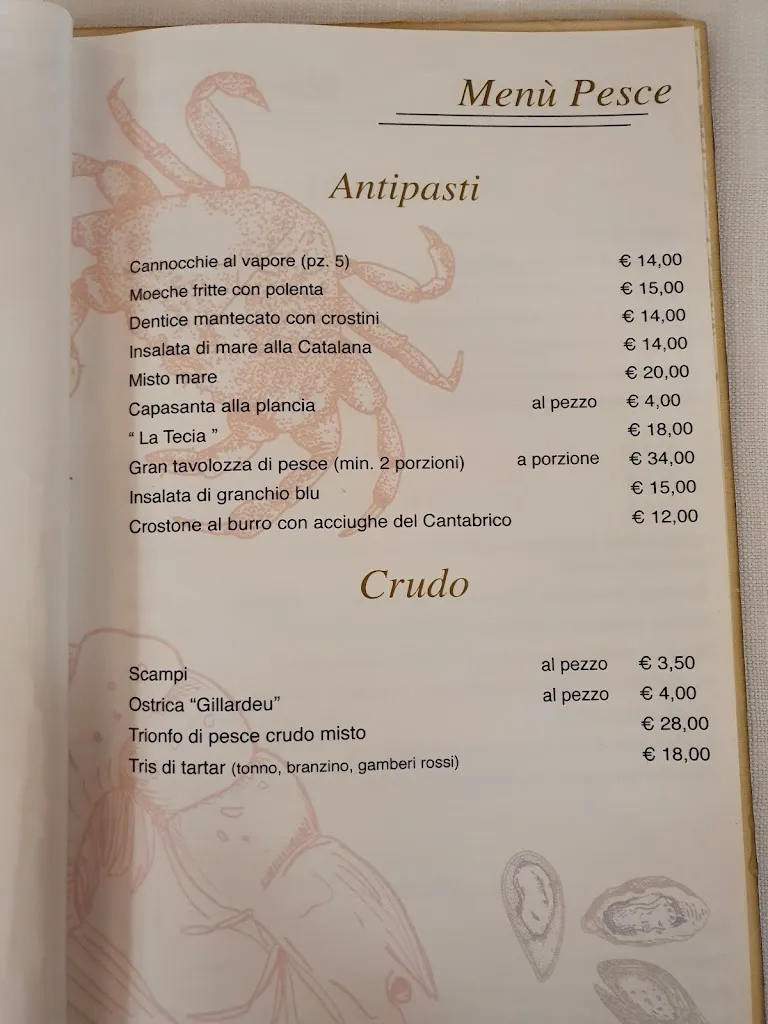 Menù Pesce
Antipasti
Cannocchie al vapore (pz. 5) € 14,00
Moeche fritte con polenta € 15,00
Dentice mantecato con crostini € 14,00
Insalata di mare alla Catalana € 14,00
Misto mare € 20,00
Capasanta alla plancia al pezzo € 4,00
“ La Tecia ” € 18,00
Gran tavolozza di pesce (min. 2 porzioni) a porzione € 34,00
Insalata di granchio blu € 15,00
Crostone al burro con acciughe del Cantabrico € 12,00
Crudo
Scampi al pezzo € 3,50
Ostrica “Gillardeu” al pezzo € 4,00
Trionfo di pesce crudo misto € 28,00
Tris di tartar (tonno, branzino, gamberi rossi) € 18,00